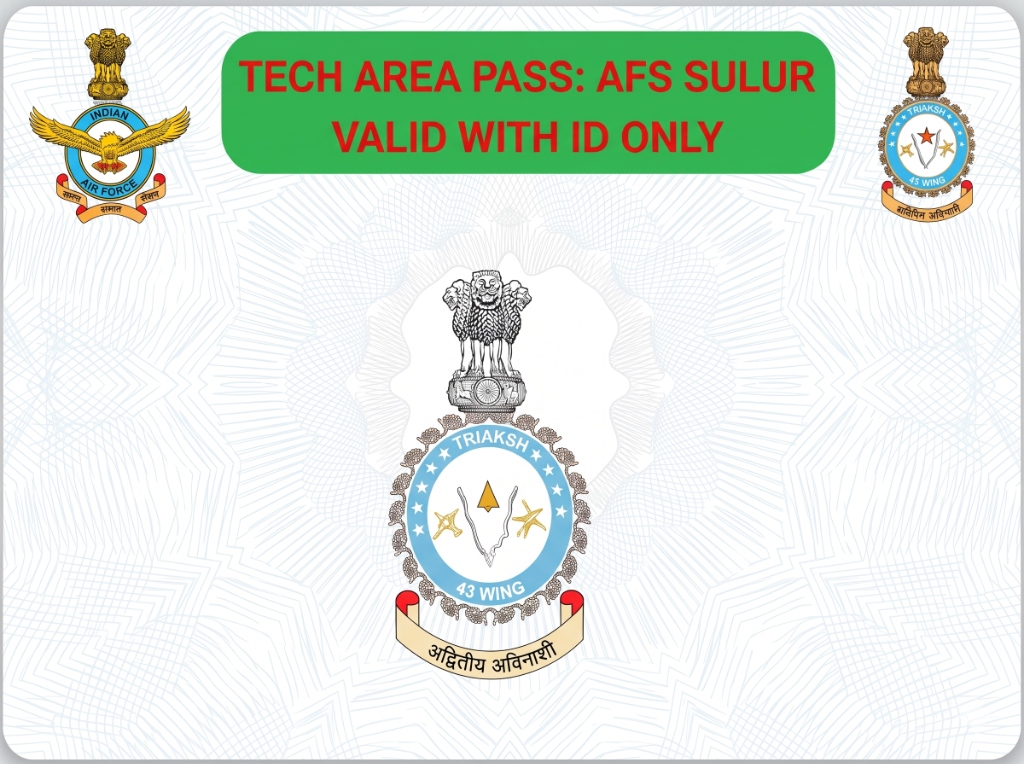 TECH AREA PASS: AFS SULUR
VALID WITH ID ONLY
INDIAN
AIR FORCE
TRIAKSH
45 WING
TRIAKSH
43 WING
अद्वितीय अविनाशी